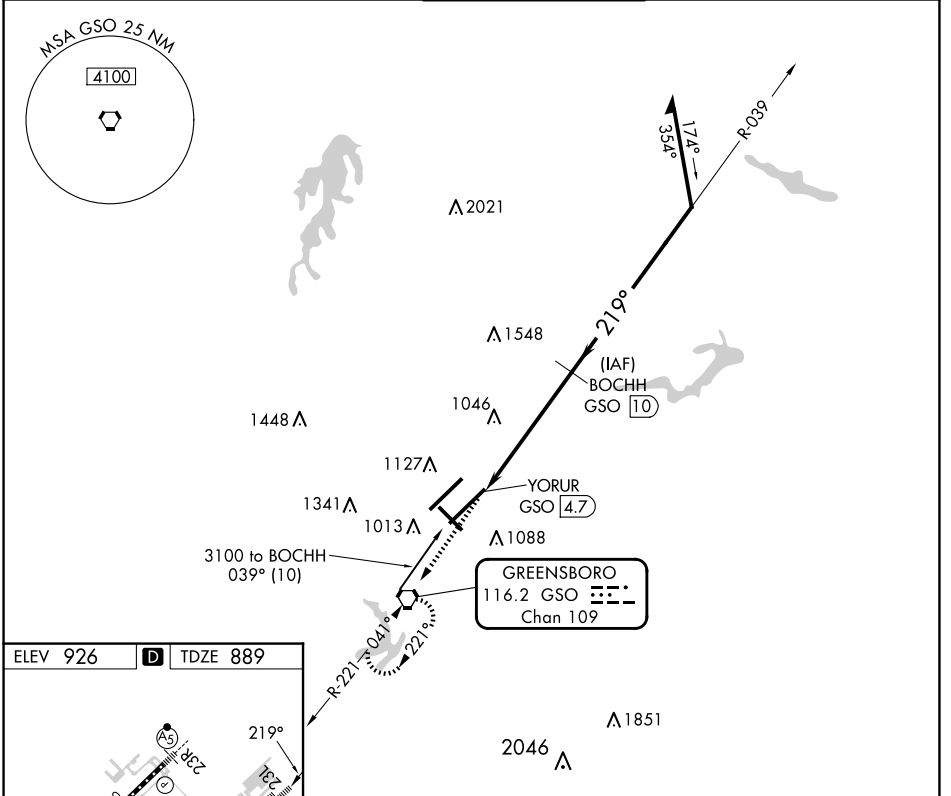 MSA GSO 25 NM
4100
R-039
174°
354°
2021
219°
1548
(IAF)
BOCHH
GSO 10
1046
1448
1127
YORUR
GSO 4.7
1341
1013
1088
3100 to BOCHH
039° (10)
GREENSBORO
116.2 GSO
Chan 109
R-221
041°
221°
ELEV 926 D TDZE 889
1851
2046
A5
23R
219°
23L
P